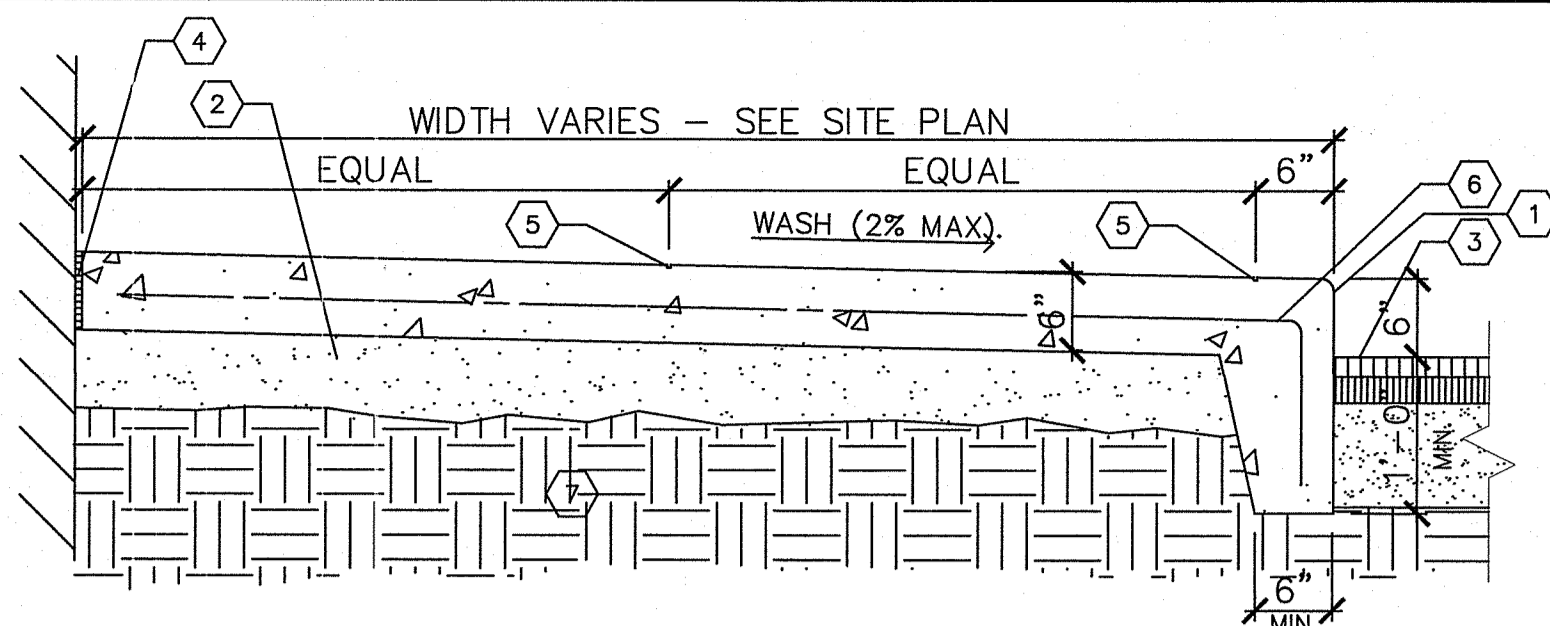 4
2
WIDTH VARIES – SEE SITE PLAN
EQUAL
EQUAL
6"
6
5
WASH (2% MAX).
5
1
3
6"
6"
1'-0"
MIN
7
6"
MIN